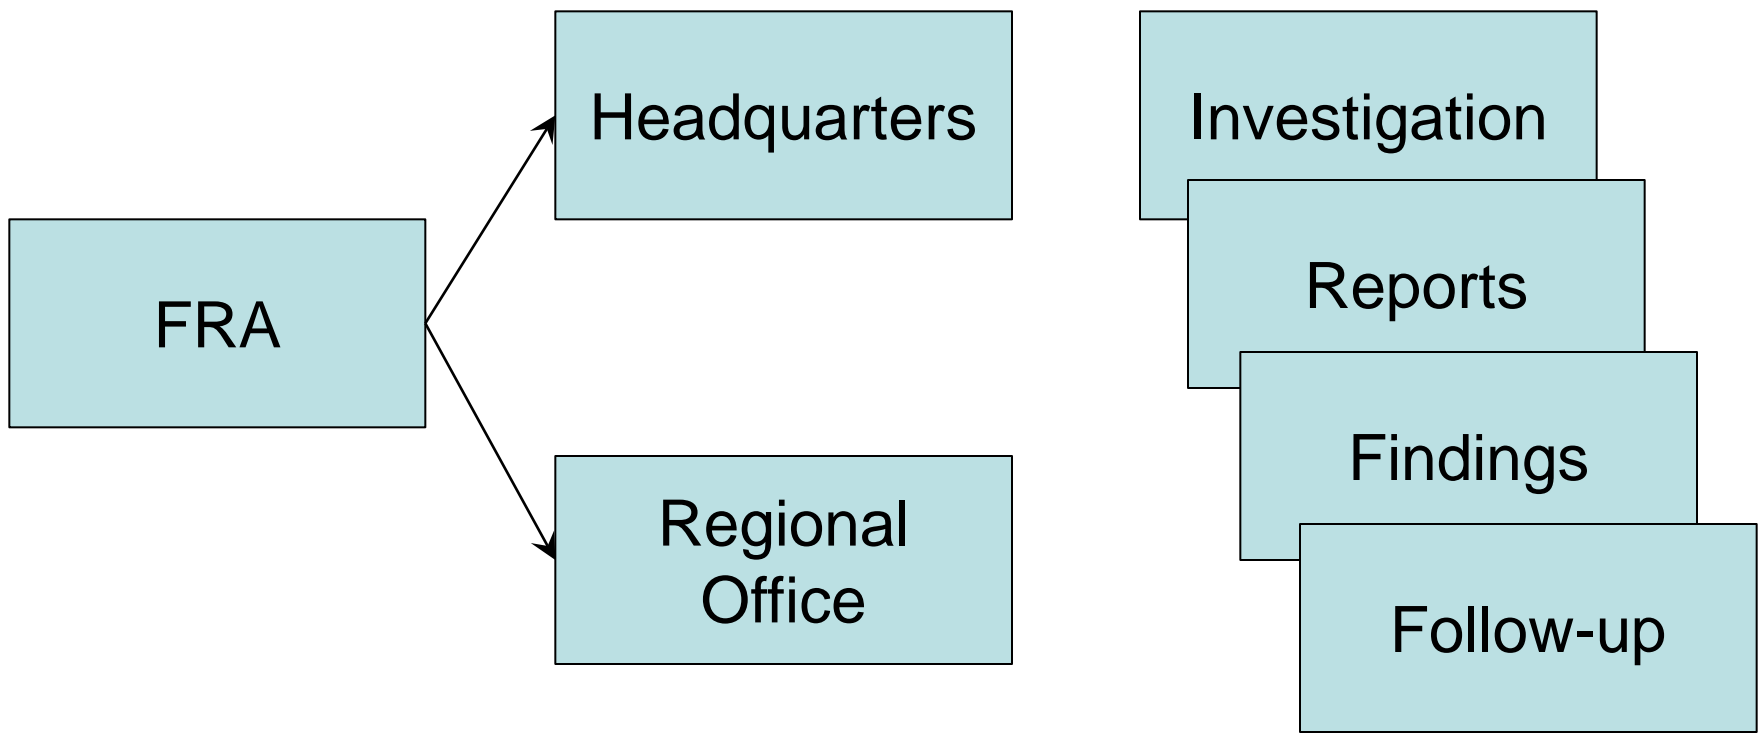 FRA
Headquarters
Regional
Office
Investigation
Reports
Findings
Follow-up